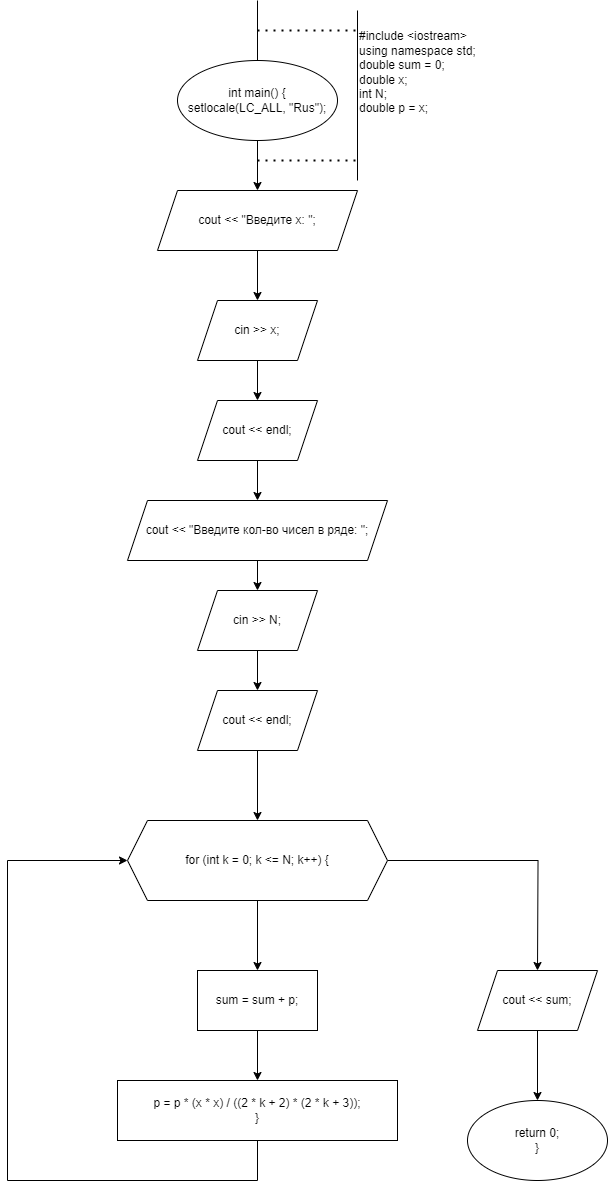 #include <iostream>
using namespace std;
double sum = 0;
double x;
int N;
double p = x;
int main() {
setlocale(LC_ALL, "Rus");
cout << "Введите x: ";
cin >> x;
cout << endl;
cout << "Введите кол-во чисел в ряде: ";
cin >> N;
cout << endl;
for (int k = 0; k <= N; k++) {
sum = sum + p;
p = p * (x * x) / ((2 * k + 2) * (2 * k + 3));
}
cout << sum;
return 0;
}